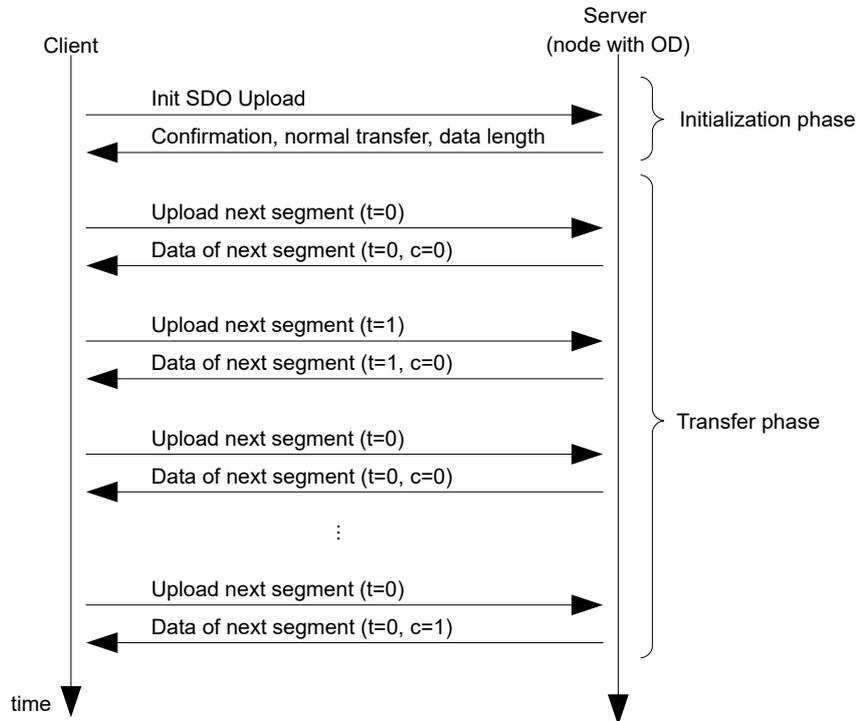 Server
(node with OD)
Client
Init SDO Upload
Confirmation, normal transfer, data length
Initialization phase
Upload next segment (t=0)
Data of next segment (t=0, c=0)
Upload next segment (t=1)
Data of next segment (t=1, c=0)
Transfer phase
Upload next segment (t=0)
Data of next segment (t=0, c=0)
...
Upload next segment (t=0)
Data of next segment (t=0, c=1)
time